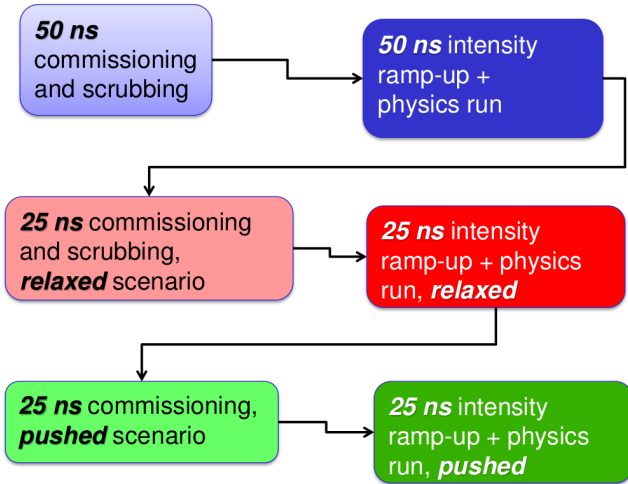 50 ns
commissioning
and scrubbing
50 ns intensity
ramp-up +
physics run
25 ns commissioning
and scrubbing,
relaxed scenario
25 ns intensity
ramp-up + physics
run, relaxed
25 ns commissioning,
pushed scenario
25 ns intensity
ramp-up + physics
run, pushed